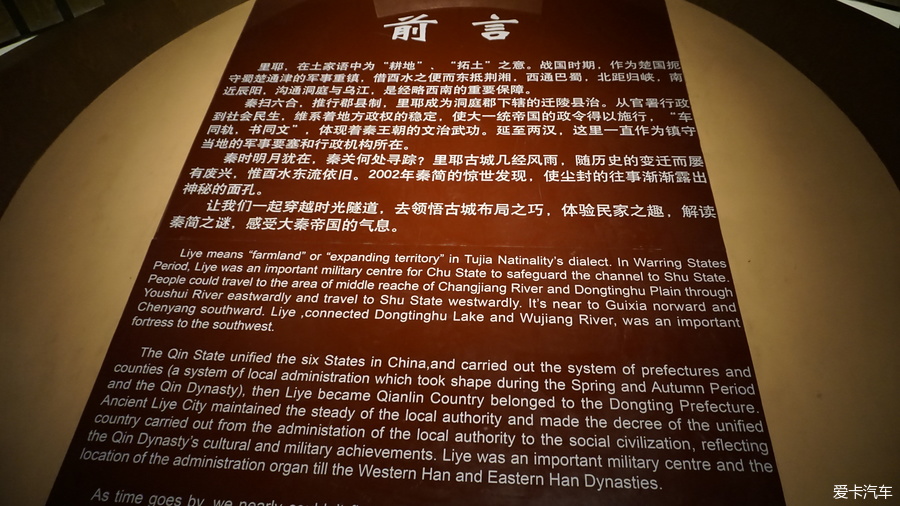 前言
里耶，在土家语中为“耕地”、“拓土”之意。战国时期，作为楚国扼
守蜀楚通津的军事重镇，借酉水之便而东抵荆湘，西通巴蜀，北距归峡，南
近辰阳，沟通洞庭与乌江，是经略西南的重要保障。
秦扫六合，推行郡县制，里耶成为洞庭郡下辖的迁陵县治。从官署行政
到社会民生，维系着地方政权的稳定，使大一统帝国的政令得以施行，“车
同轨，书同文”，体现着秦王朝的文治武功。延至两汉，这里一直作为镇守
当地的军事要塞和行政机构所在。
秦时明月犹在，秦关何处寻踪？里耶古城几经风雨，随历史的变迁而屡
有废兴，惟酉水东流依旧。2002年秦简的惊世发现，使尘封的往事渐渐露出
神秘的面孔。
让我们一起穿越时光隧道，去领悟古城布局之巧，体验民家之趣，解读
秦简之谜，感受大秦帝国的气息。
Liye means “farmland” or “expanding territory” in Tujia Natinality’s dialect. In Warring States
Period, Liye was an important military centre for Chu State to safeguard the channel to Shu State.
People could travel to the area of middle reache of Changjiang River and Dongtinghu Plain through
Youshui River eastwardly and travel to Shu State westwardly. It’s near to Guixia norward and
Chenyang southward. Liye ,connected Dongtinghu Lake and Wujiang River, was an important
fortress to the southwest.
The Qin State unified the six States in China,and carried out the system of prefectures and
counties (a system of local administration which took shape during the Spring and Autumn Period
and the Qin Dynasty), then Liye became Qianlin Country belonged to the Dongting Prefecture.
Ancient Liye City maintained the steady of the local authority and made the decree of the unified
country carried out from the administation of the local authority to the social civilization, reflecting
the Qin Dynasty’s cultural and military achievements. Liye was an important military centre and the
location of the administration organ till the Western Han and Eastern Han Dynasties.
As time goes by, we nearly
爱卡汽车